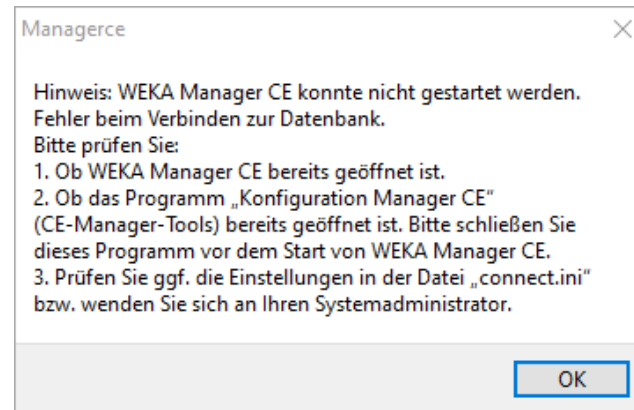 Managerce
Hinweis: WEKA Manager CE konnte nicht gestartet werden.
Fehler beim Verbinden zur Datenbank.
Bitte prüfen Sie:
1. Ob WEKA Manager CE bereits geöffnet ist.
2. Ob das Programm „Konfiguration Manager CE“
(CE-Manager-Tools) bereits geöffnet ist. Bitte schließen Sie
dieses Programm vor dem Start von WEKA Manager CE.
3. Prüfen Sie ggf. die Einstellungen in der Datei „connect.ini“
bzw. wenden Sie sich an Ihren Systemadministrator.
OK